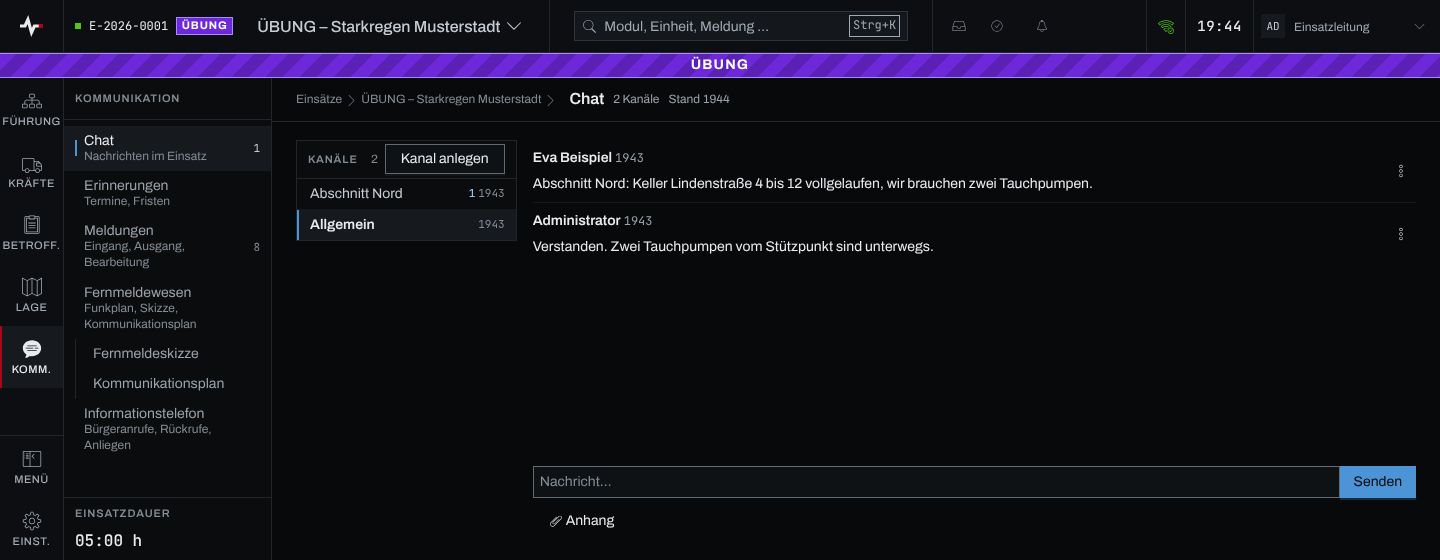 E-2026-0001 ÜBUNG ÜBUNG – Starkregen Musterstadt Modul, Einheit, Meldung ... Strg+K 19:44 AD Einsatzleitung
ÜBUNG
FÜHRUNG
KRÄFTE
BETROFF.
LAGE
KOMM.
MENÜ
EINST.
KOMMUNIKATION
Chat
Nachrichten im Einsatz 1
Erinnerungen
Termine, Fristen
Meldungen
Eingang, Ausgang, 8
Bearbeitung
Fernmeldewesen
Funkplan, Skizze,
Kommunikationsplan
Fernmeldeskizze
Kommunikationsplan
Informationstelefon
Bürgeranrufe, Rückrufe,
Anliegen
EINSATZDAUER
05:00 h
Einsätze ÜBUNG – Starkregen Musterstadt Chat 2 Kanäle Stand 1944
KANÄLE 2 Kanal anlegen
Abschnitt Nord 1 1943
Allgemein 1943
Eva Beispiel 1943
Abschnitt Nord: Keller Lindenstraße 4 bis 12 vollgelaufen, wir brauchen zwei Tauchpumpen.
Administrator 1943
Verstanden. Zwei Tauchpumpen vom Stützpunkt sind unterwegs.
Nachricht... Senden
Anhang